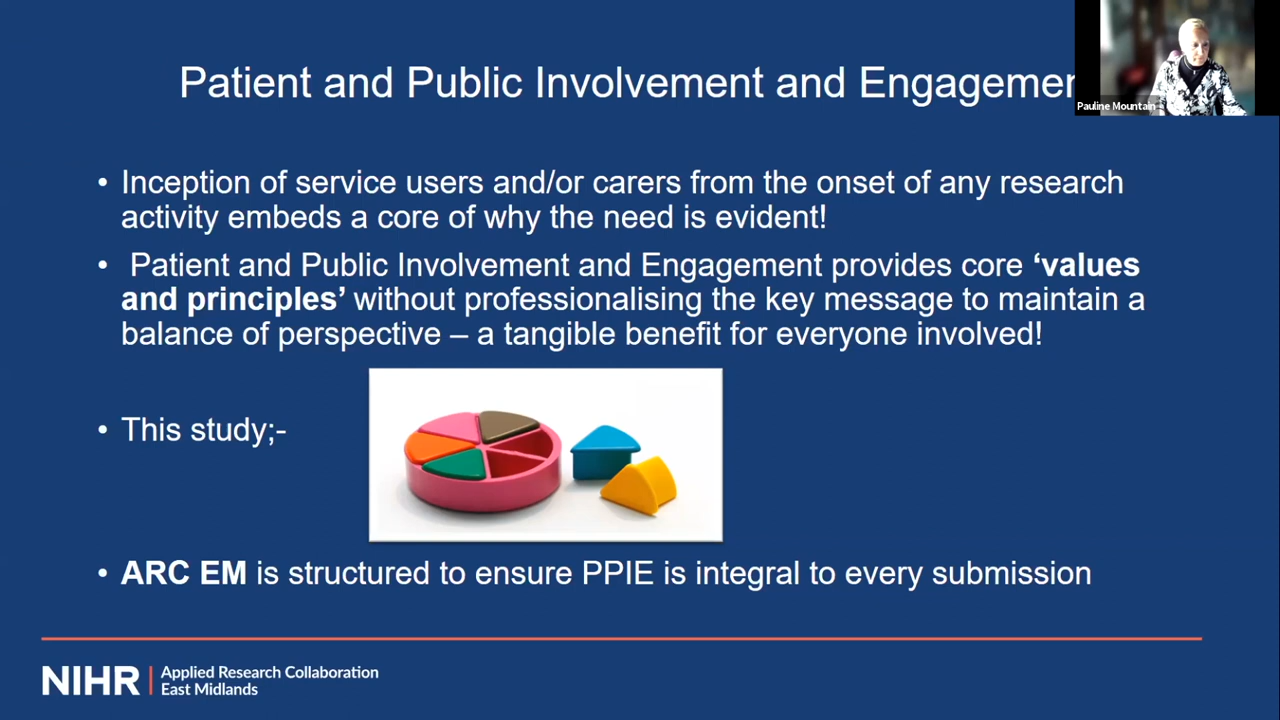 Patient and Public Involvement and Engagemen
Pauline Mountain
• Inception of service users and/or carers from the onset of any research
activity embeds a core of why the need is evident!
• Patient and Public Involvement and Engagement provides core ‘values
and principles’ without professionalising the key message to maintain a
balance of perspective – a tangible benefit for everyone involved!
• This study;-
• ARC EM is structured to ensure PPIE is integral to every submission
NIHR | Applied Research Collaboration
East Midlands